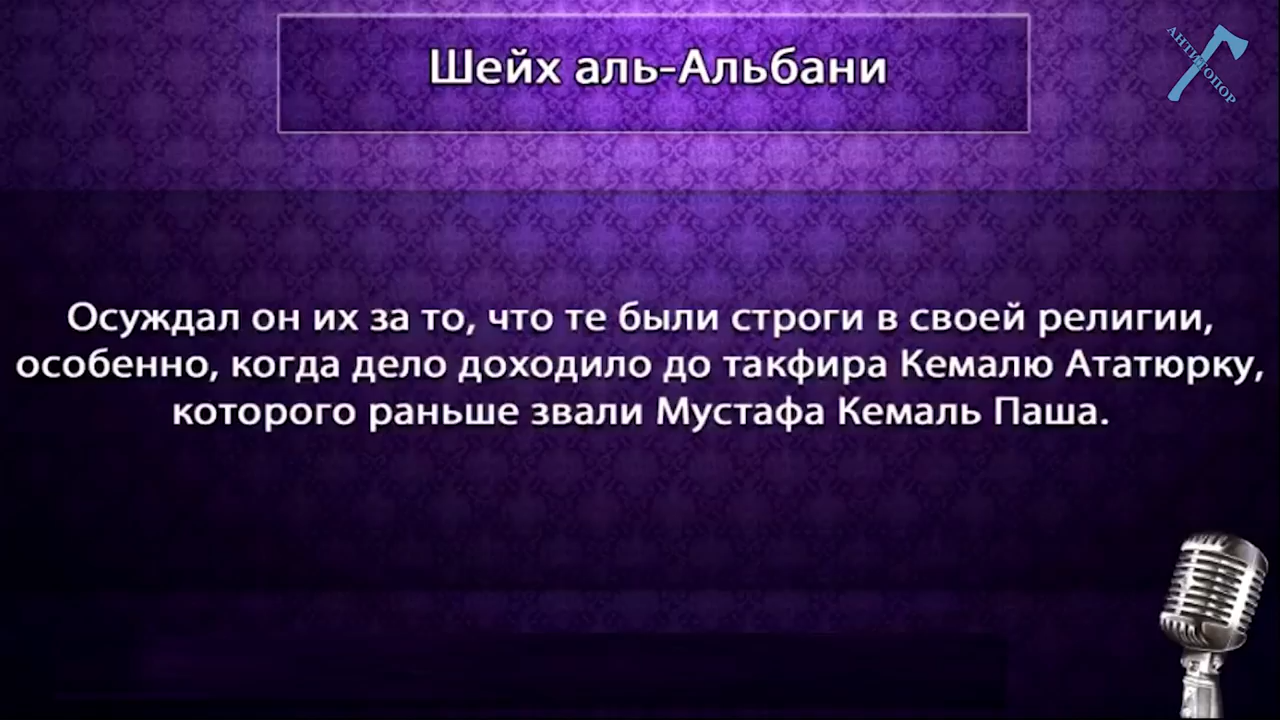 Шейх аль-Альбани
АНТИТОПОР
Осуждал он их за то, что те были строги в своей религии,
особенно, когда дело доходило до такфира Кемалю Ататюрку,
которого раньше звали Мустафа Кемаль Паша.